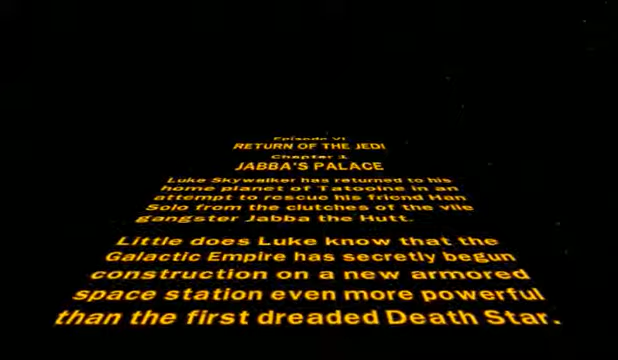 Episode VI
RETURN OF THE JEDI
Chapter 1
JABBA'S PALACE
Luke Skywalker has returned to his
home planet of Tatooine in an
attempt to rescue his friend Han
Solo from the clutches of the vile
gangster Jabba the Hutt.
Little does Luke know that the
Galactic Empire has secretly begun
construction on a new armored
space station even more powerful
than the first dreaded Death Star.